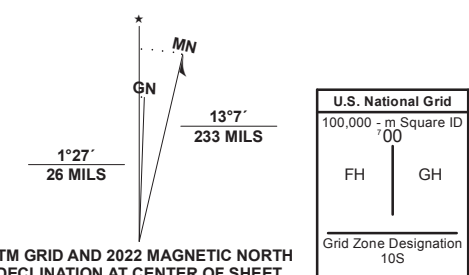 ★
MN
GN
13°7´
233 MILS
1°27´
26 MILS
TM GRID AND 2022 MAGNETIC NORTH
DECLINATION AT CENTER OF SHEET
U.S. National Grid
100,000 - m Square ID
⁷00
FH
GH
Grid Zone Designation
10S